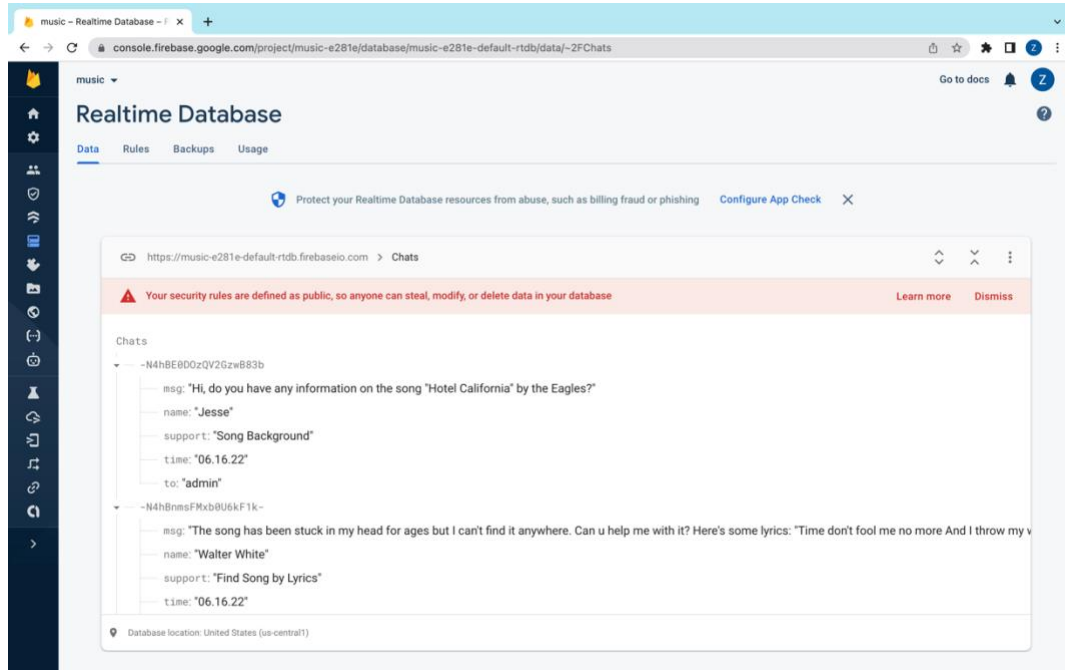 music – Realtime Database – F
console.firebase.google.com/project/music-e281e/database/music-e281e-default-rtdb/data/~2FChats
Z
music
Go to docs
Z
Realtime Database
Data Rules Backups Usage
Protect your Realtime Database resources from abuse, such as billing fraud or phishing Configure App Check
https://music-e281e-default-rtdb.firebaseio.com > Chats
Your security rules are defined as public, so anyone can steal, modify, or delete data in your database Learn more Dismiss
Chats
-N4hBE0DOzQV2GzwB83b
msg: "Hi, do you have any information on the song "Hotel California" by the Eagles?"
name: "Jesse"
support: "Song Background"
time: "06.16.22"
to: "admin"
-N4hBnmsFMxb0U6kF1k-
msg: "The song has been stuck in my head for ages but I can't find it anywhere. Can u help me with it? Here's some lyrics: "Time don't fool me no more And I throw my
name: "Walter White"
support: "Find Song by Lyrics"
time: "06.16.22"
Database location: United States (us-central1)